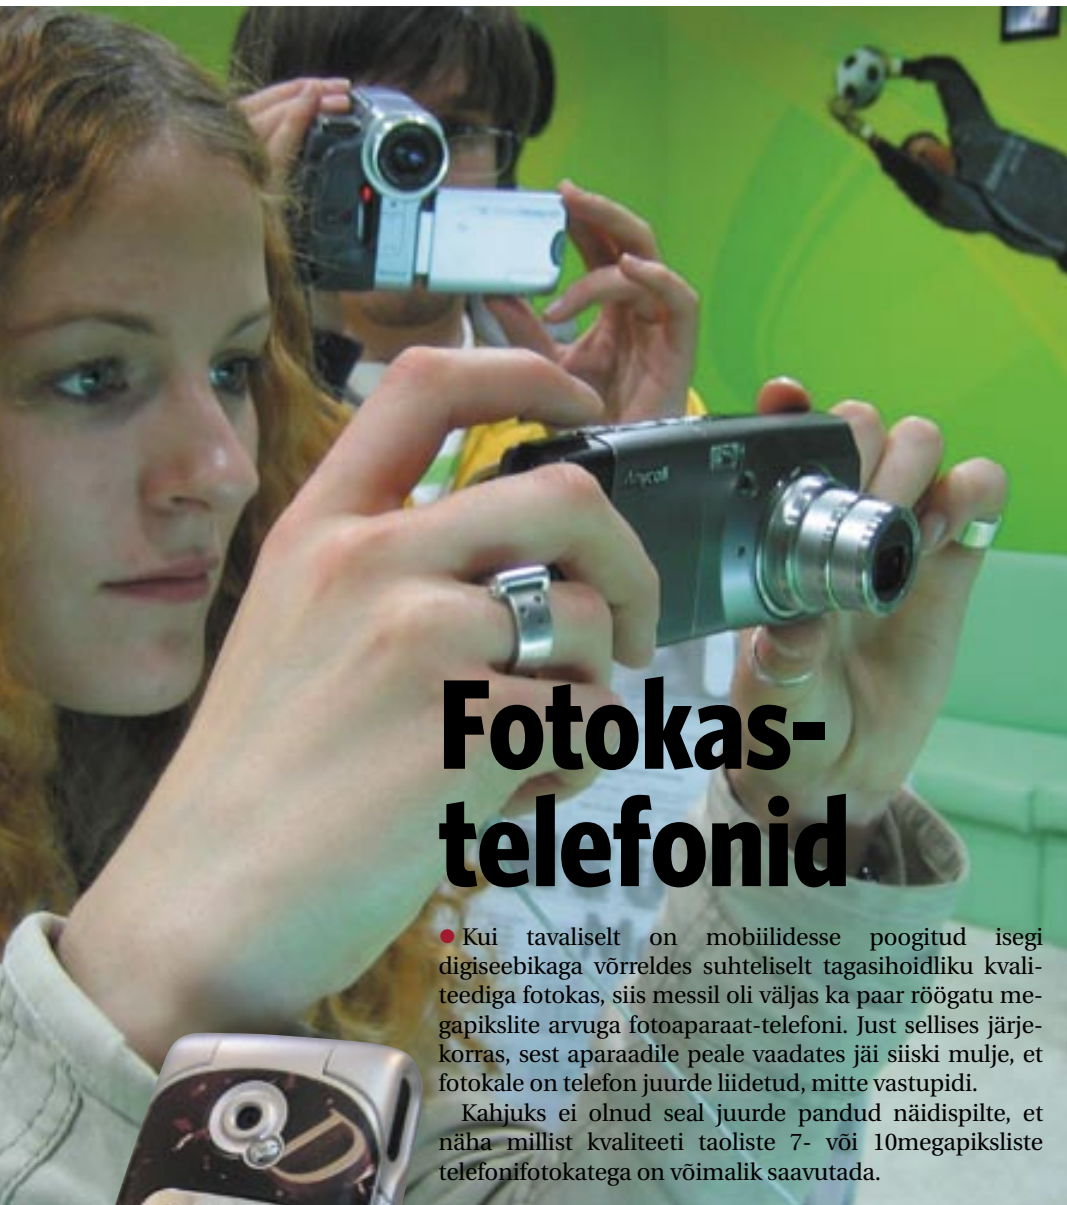 Anycall
Fotokas-
telefonid
● Kui tavaliselt on mobiilidesse poogitud isegi
digiseebikaga võrreldes suhteliselt tagasihoidliku kvali-
teediga fotokas, siis messil oli väljas ka paar röögatu me-
gapikslite arvuga fotoaparaat-telefoni. Just sellises järje-
korras, sest aparaadile peale vaadates jäi siiski mulje, et
fotokale on telefon juurde liidetud, mitte vastupidi.
Kahjuks ei olnud seal juurde pandud näidispilte, et
näha millist kvaliteeti taoliste 7- või 10megapiksliste
telefonifotokatega on võimalik saavutada.
D